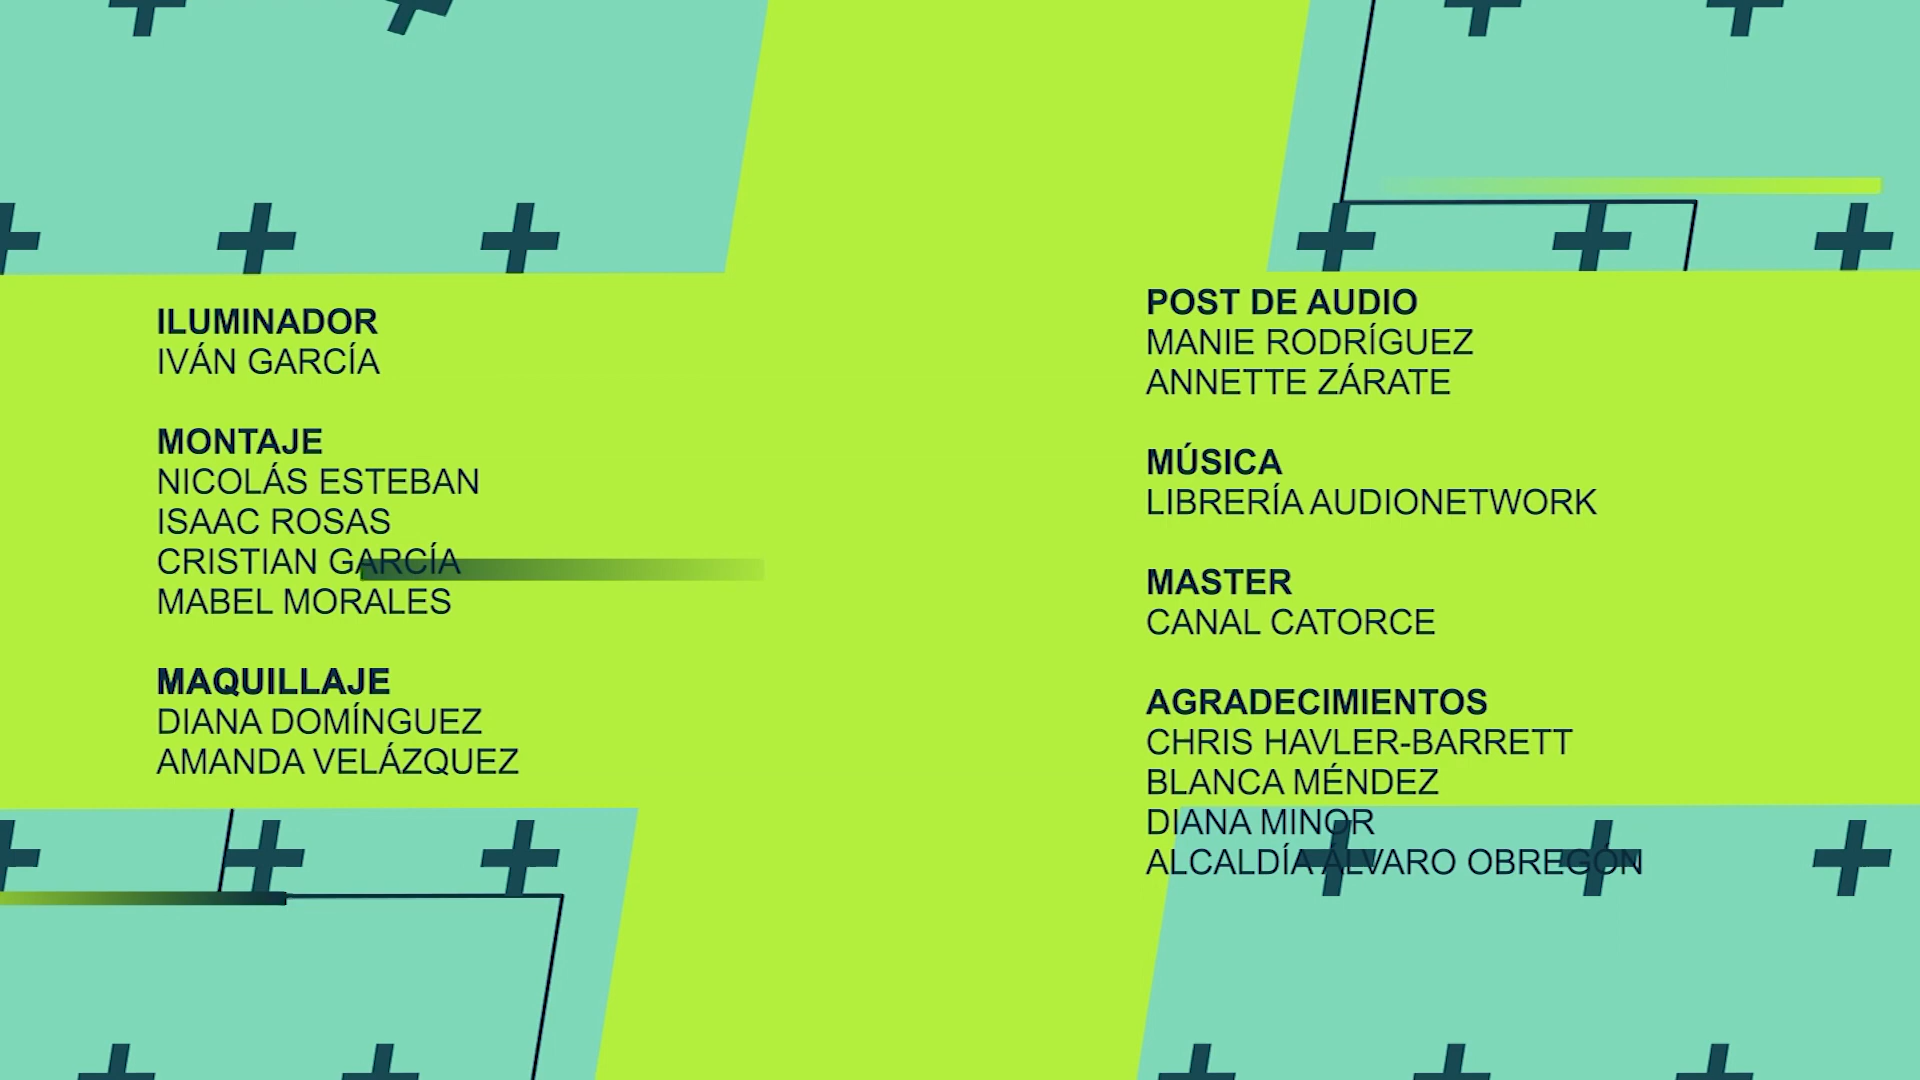 ILUMINADOR
IVÁN GARCÍA
MONTAJE
NICOLÁS ESTEBAN
ISAAC ROSAS
CRISTIAN GARCÍA
MABEL MORALES
MAQUILLAJE
DIANA DOMÍNGUEZ
AMANDA VELÁZQUEZ
POST DE AUDIO
MANIE RODRÍGUEZ
ANNETTE ZÁRATE
MÚSICA
LIBRERÍA AUDIONETWORK
MASTER
CANAL CATORCE
AGRADECIMIENTOS
CHRIS HAVLER-BARRETT
BLANCA MÉNDEZ
DIANA MINOR
ALCALDÍA ÁLVARO OBREGÓN